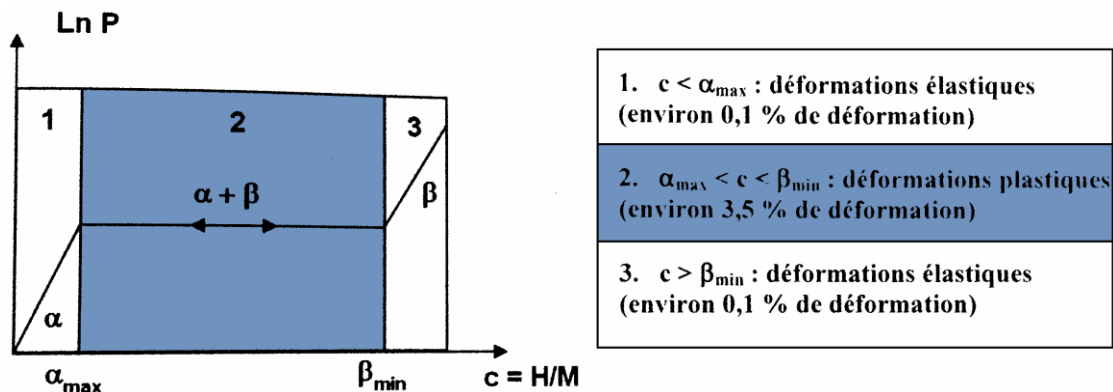 Ln P
1
2
3
α + β
β
α
α_max
β_min
c = H/M
1. c < α_max : déformations élastiques
(environ 0,1 % de déformation)
2. α_max < c < β_min : déformations plastiques
(environ 3,5 % de déformation)
3. c > β_min : déformations élastiques
(environ 0,1 % de déformation)